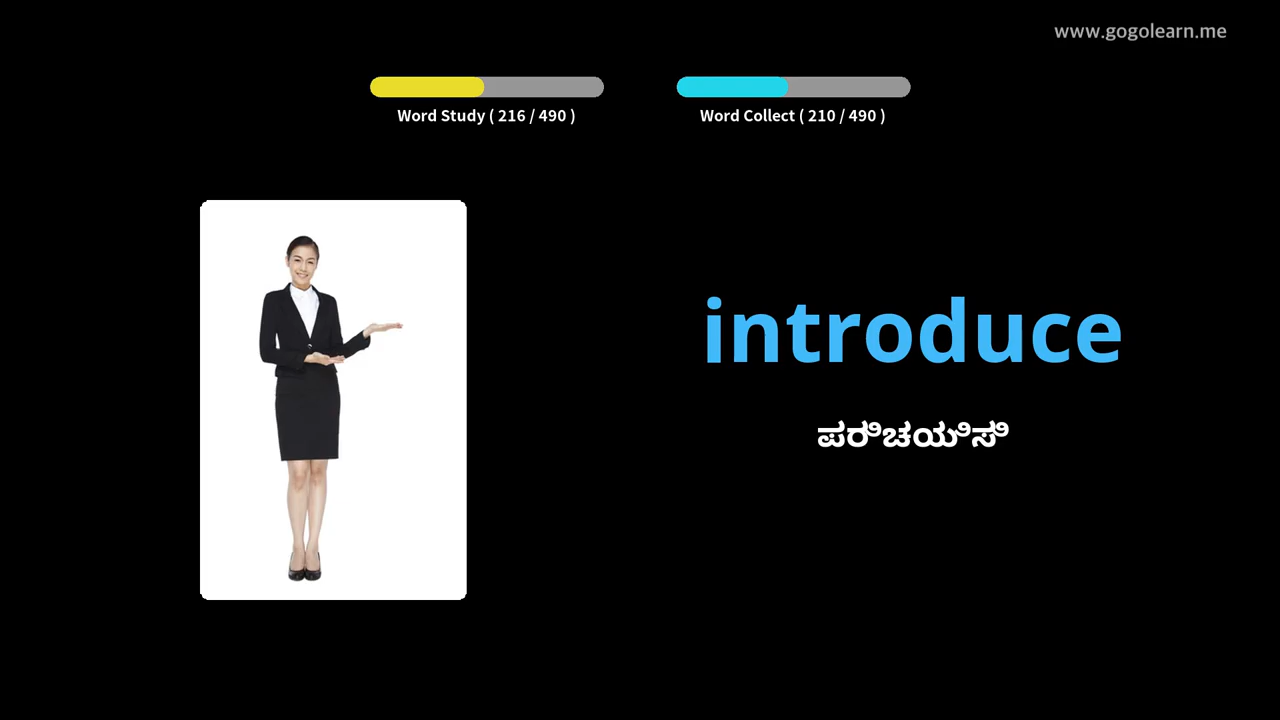 www.gogolearn.me
Word Study ( 216 / 490 )
Word Collect ( 210 / 490 )
introduce
ಪರಿಚಯಿಸಿ